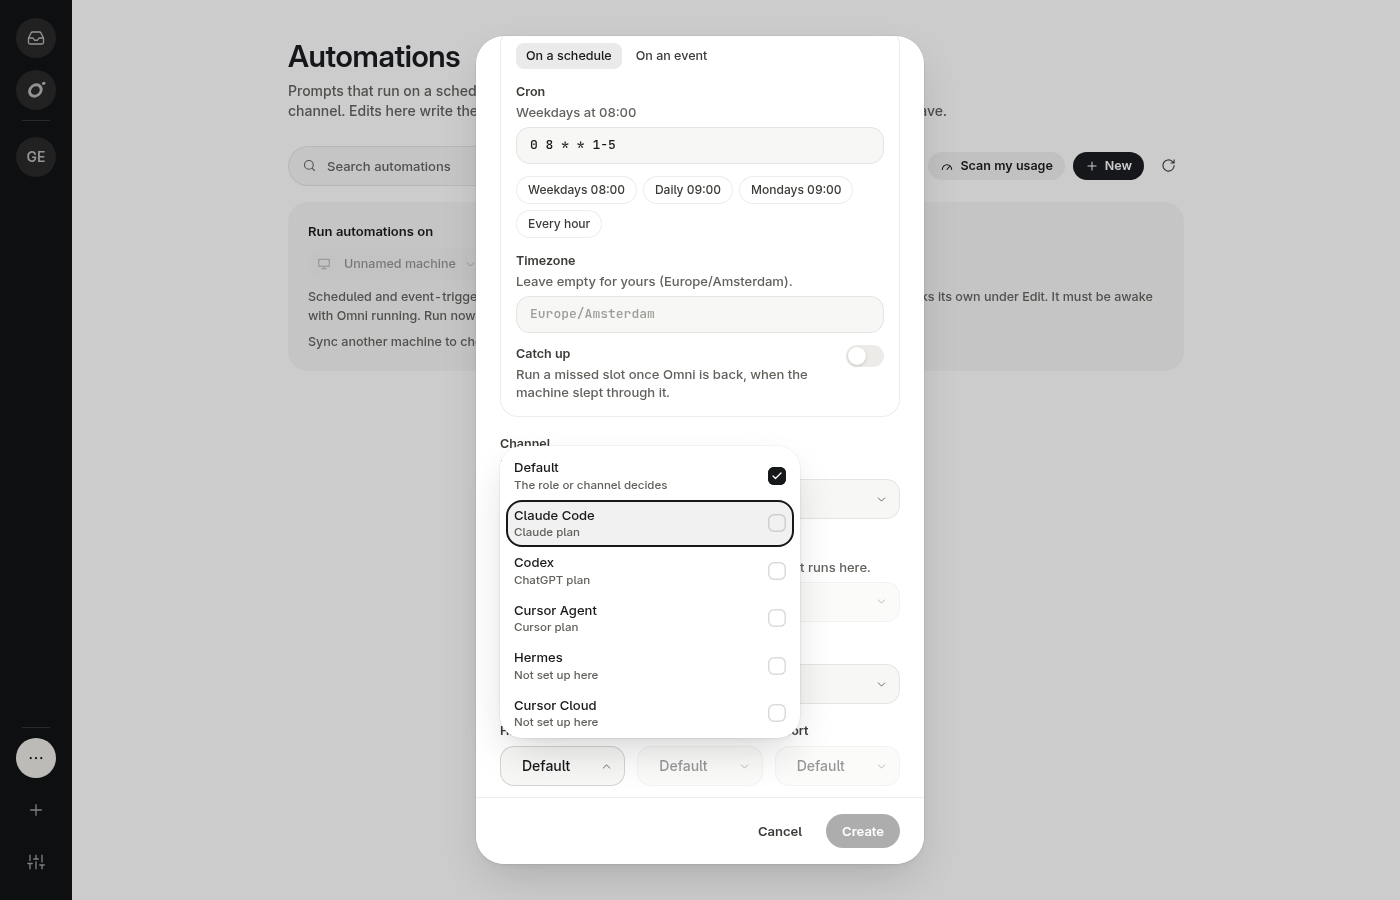 Automations
Prompts that run on a sched
channel. Edits here write the
ave.
GE
Search automations
Scan my usage
New
Run automations on
Unnamed machine
Scheduled and event-trigge
ks its own under Edit. It must be awake
with Omni running. Run now
Sync another machine to ch
On a schedule
On an event
Cron
Weekdays at 08:00
0 8 * * 1-5
Weekdays 08:00
Daily 09:00
Mondays 09:00
Every hour
Timezone
Leave empty for yours (Europe/Amsterdam).
Europe/Amsterdam
Catch up
Run a missed slot once Omni is back, when the
machine slept through it.
Channel
Default
The role or channel decides
Claude Code
Claude plan
t runs here.
Codex
ChatGPT plan
Cursor Agent
Cursor plan
Hermes
Not set up here
Cursor Cloud
Not set up here
H
ort
Default
Default
Default
Cancel
Create